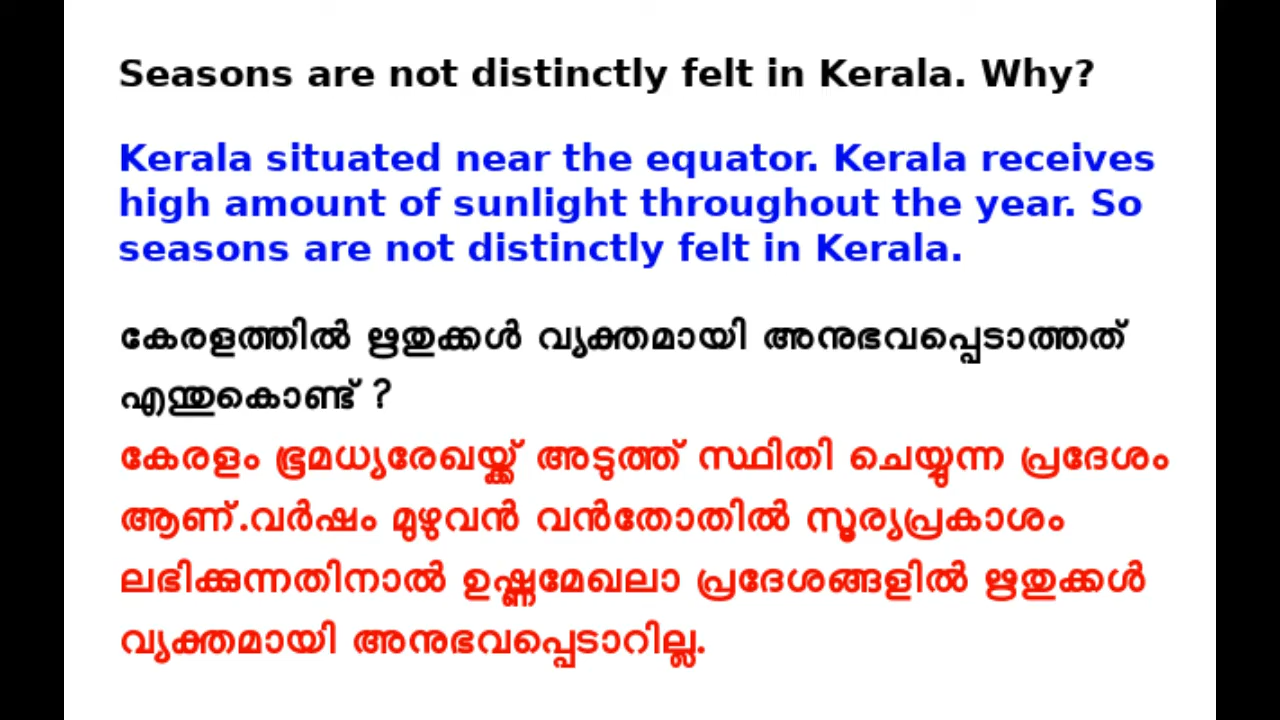 Seasons are not distinctly felt in Kerala. Why?
Kerala situated near the equator. Kerala receives
high amount of sunlight throughout the year. So
seasons are not distinctly felt in Kerala.
കേരളത്തിൽ ഋതുക്കൾ വ്യക്തമായി അനുഭവപ്പെടാത്തത്
എന്തുകൊണ്ട് ?
കേരളം ഭൂമധ്യരേഖയ്ക്ക് അടുത്ത് സ്ഥിതി ചെയ്യുന്ന പ്രദേശം
ആണ്.വർഷം മുഴുവൻ വൻതോതിൽ സൂര്യപ്രകാശം
ലഭിക്കുന്നതിനാൽ ഉഷ്ണമേഖലാ പ്രദേശങ്ങളിൽ ഋതുക്കൾ
വ്യക്തമായി അനുഭവപ്പെടാറില്ല.